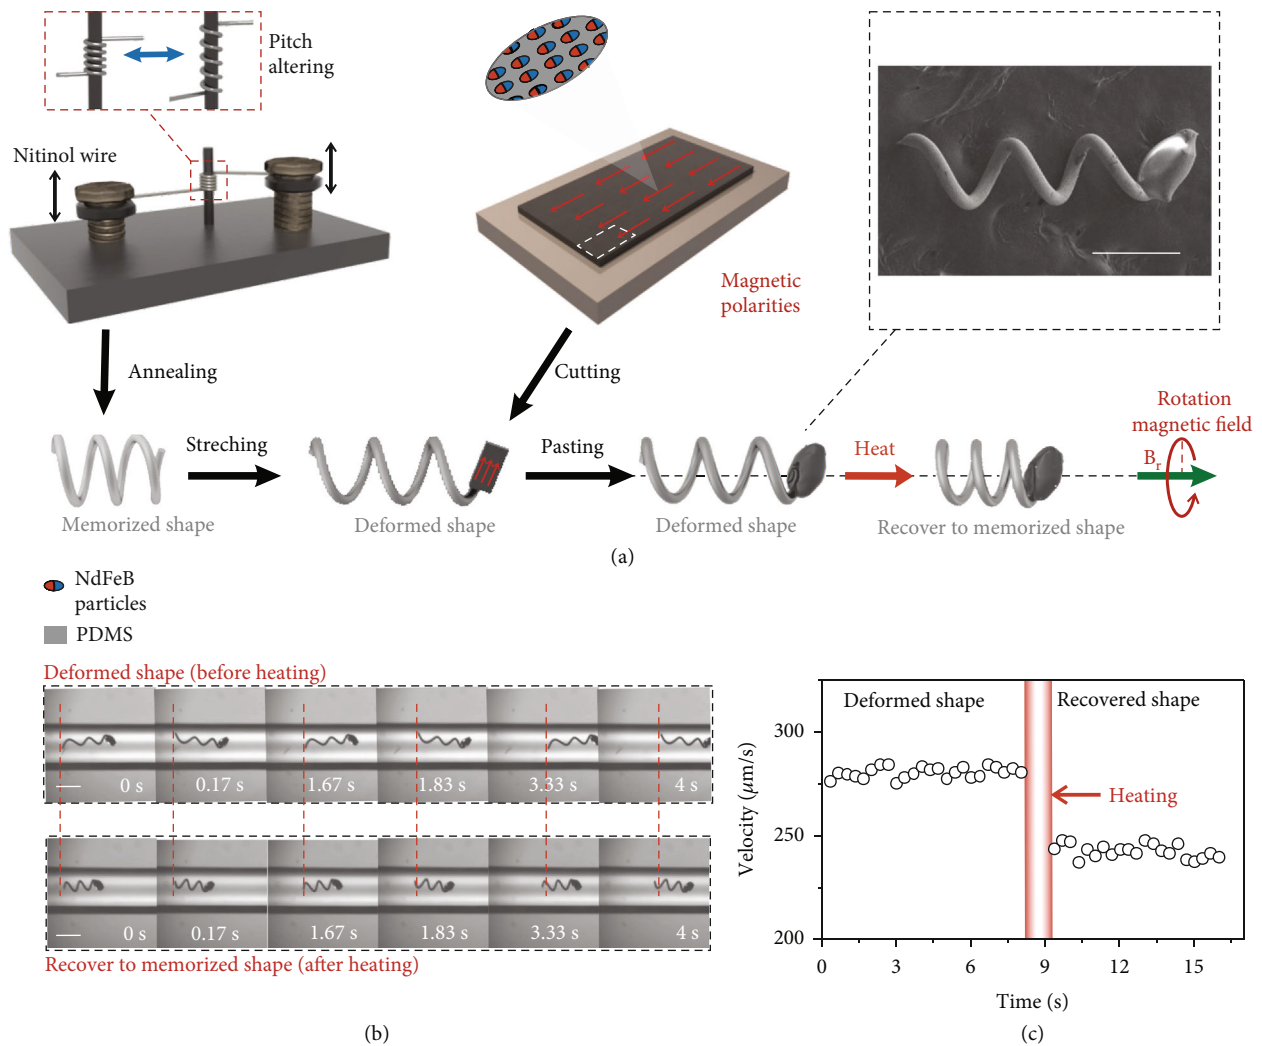 Pitch
altering
Nitinol wire
Magnetic
polarities
Annealing
Cutting
Rotation
magnetic field
Streching
Pasting
Heat
B_r
Memorized shape
Deformed shape
Deformed shape
Recover to memorized shape
(a)
NdFeB
particles
PDMS
Deformed shape (before heating)
0 s
0.17 s
1.67 s
1.83 s
3.33 s
4 s
0 s
0.17 s
1.67 s
1.83 s
3.33 s
4 s
Recover to memorized shape (after heating)
(b)
Deformed shape
Recovered shape
Heating
Velocity (μm/s)
300
250
200
0
3
6
9
12
15
Time (s)
(c)